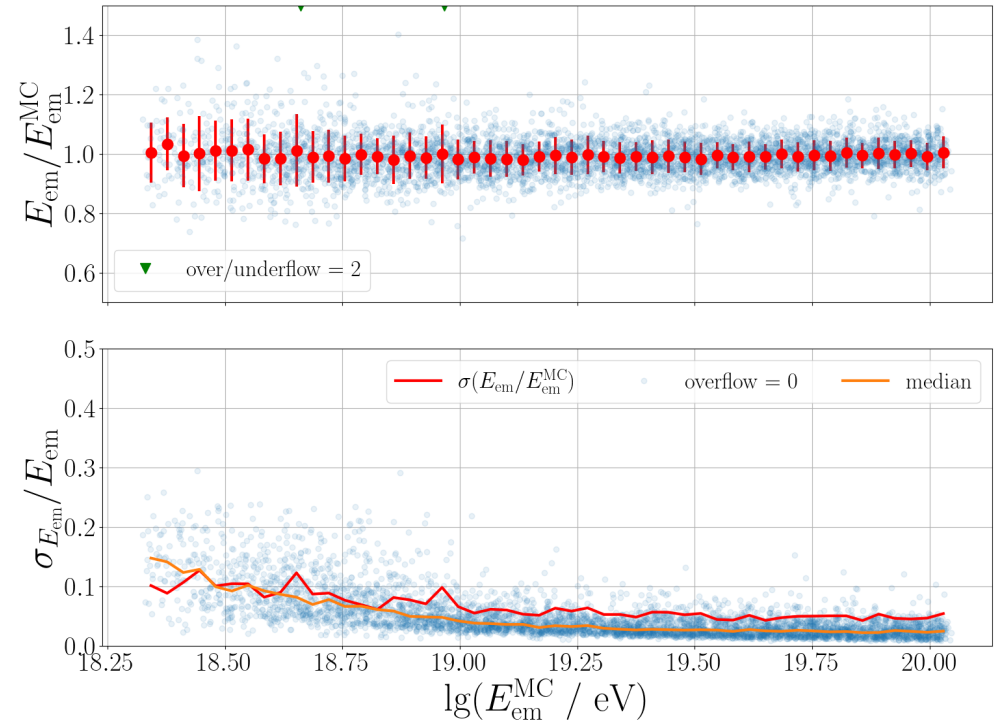 1.4
1.2
1.0
0.8
0.6
E_em/E_em^MC
over/underflow = 2
0.5
0.4
0.3
0.2
0.1
0.0
σ_{E_em}/E_em
σ(E_em/E_em^MC) overflow = 0 median
18.25 18.50 18.75 19.00 19.25 19.50 19.75 20.00
lg(E_em^MC / eV)